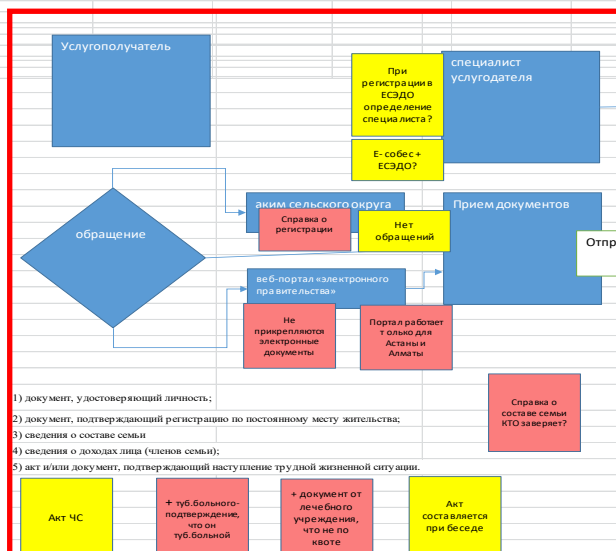 Услугополучатель
При
регистрации в
ЕСЭДО
определение
специалиста?
специалист
услугодателя
Е- собес +
ЕСЭДО?
аким сельского округа
Справка о
регистрации
Нет
обращений
Прием документов
обращение
Отпр
веб-портал «электронного
правительства»
Не
прикрепляются
электронные
документы
Портал работает
только для
Астаны и
Алматы
Справка о
составе семьи
КТО заверяет?
1) документ, удостоверяющий личность;
2) документ, подтверждающий регистрацию по постоянному месту жительства;
3) сведения о составе семьи
4) сведения о доходах лица (членов семьи);
5) акт и/или документ, подтверждающий наступление трудной жизненной ситуации.
Акт ЧС
+ туб.больного-
подтверждение,
что он
туб.больной
+ документ от
лечебного
учреждения,
что не по
квоте
Акт
составляется
при беседе